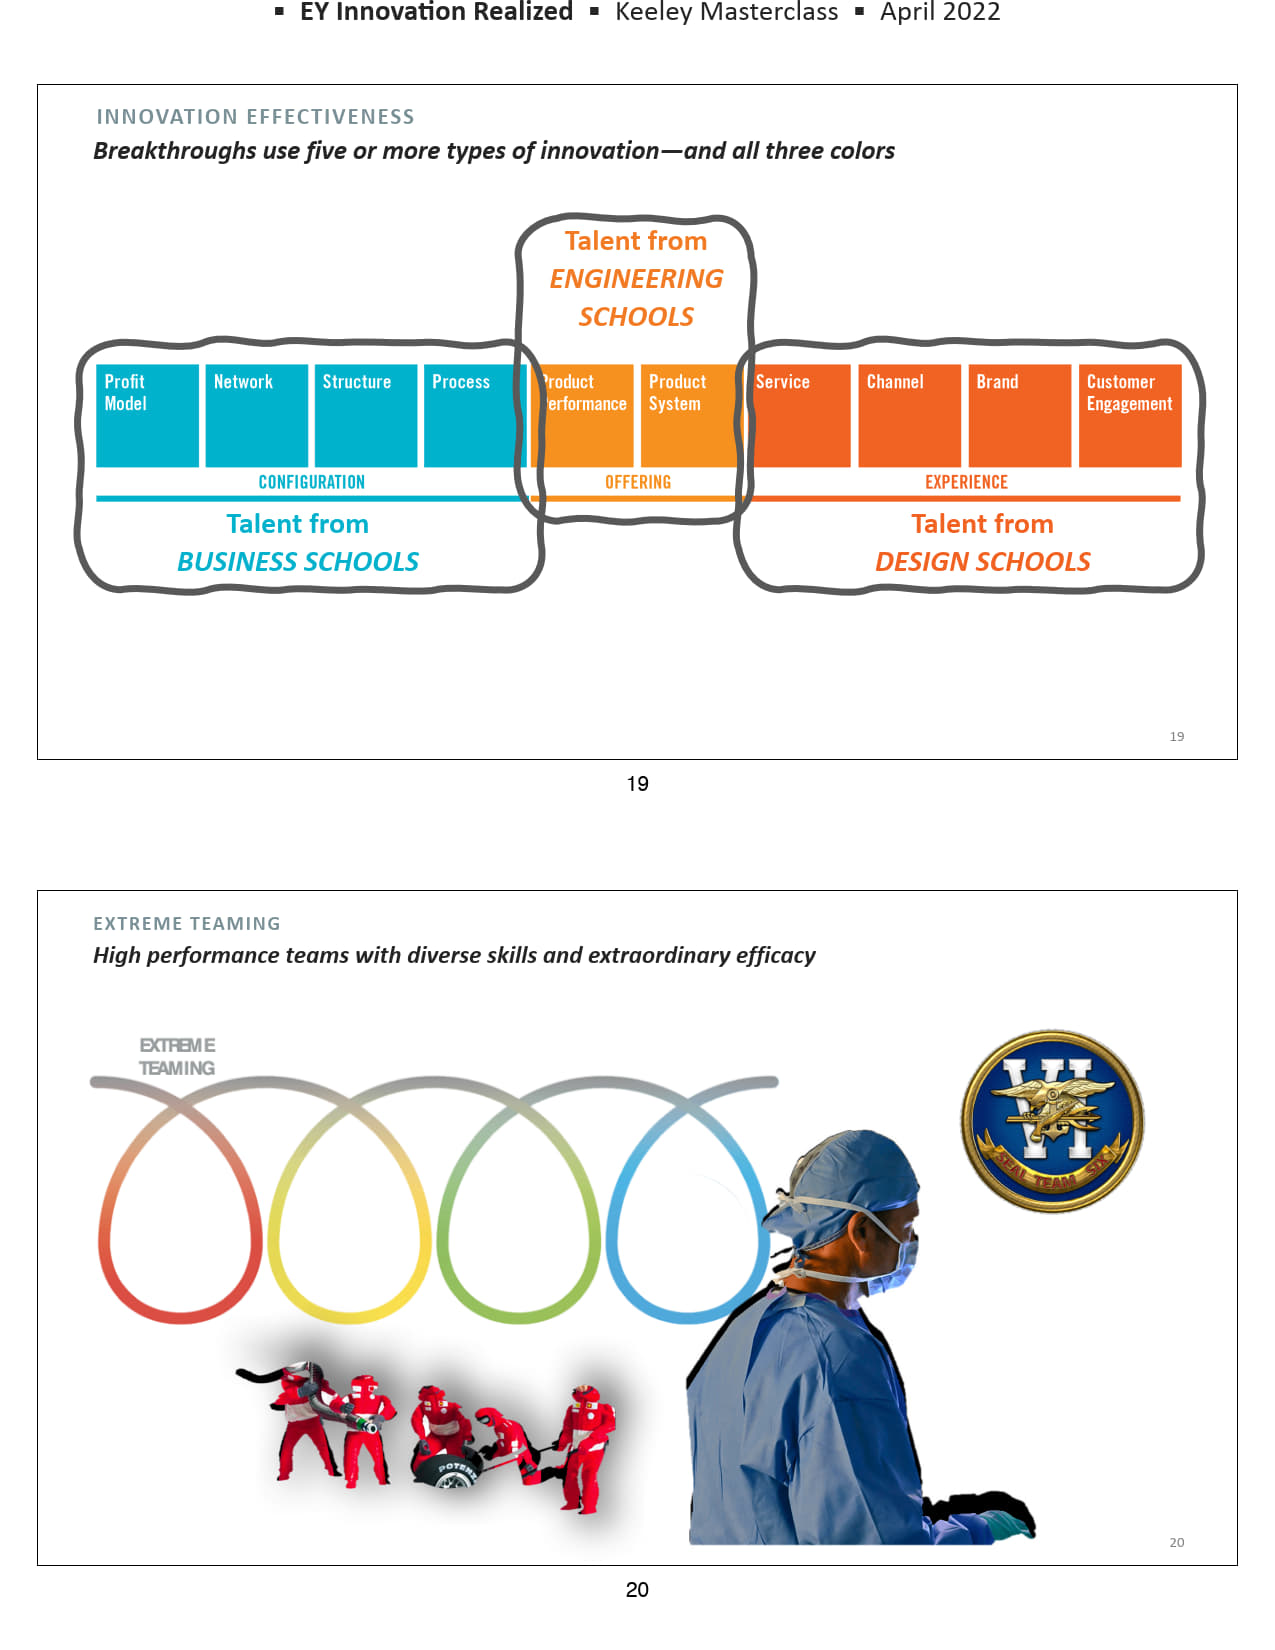 ▪ EY Innovation Realized ▪ Keeley Masterclass ▪ April 2022
INNOVATION EFFECTIVENESS
Breakthroughs use five or more types of innovation—and all three colors
Talent from
ENGINEERING
SCHOOLS
Profit
Model
Network
Structure
Process
Product
Performance
Product
System
Service
Channel
Brand
Customer
Engagement
CONFIGURATION
OFFERING
EXPERIENCE
Talent from
BUSINESS SCHOOLS
Talent from
DESIGN SCHOOLS
19
19
EXTREME TEAMING
High performance teams with diverse skills and extraordinary efficacy
EXTREME
TEAMING
VI
SEAL TEAM SIX
POTENZ
20
20